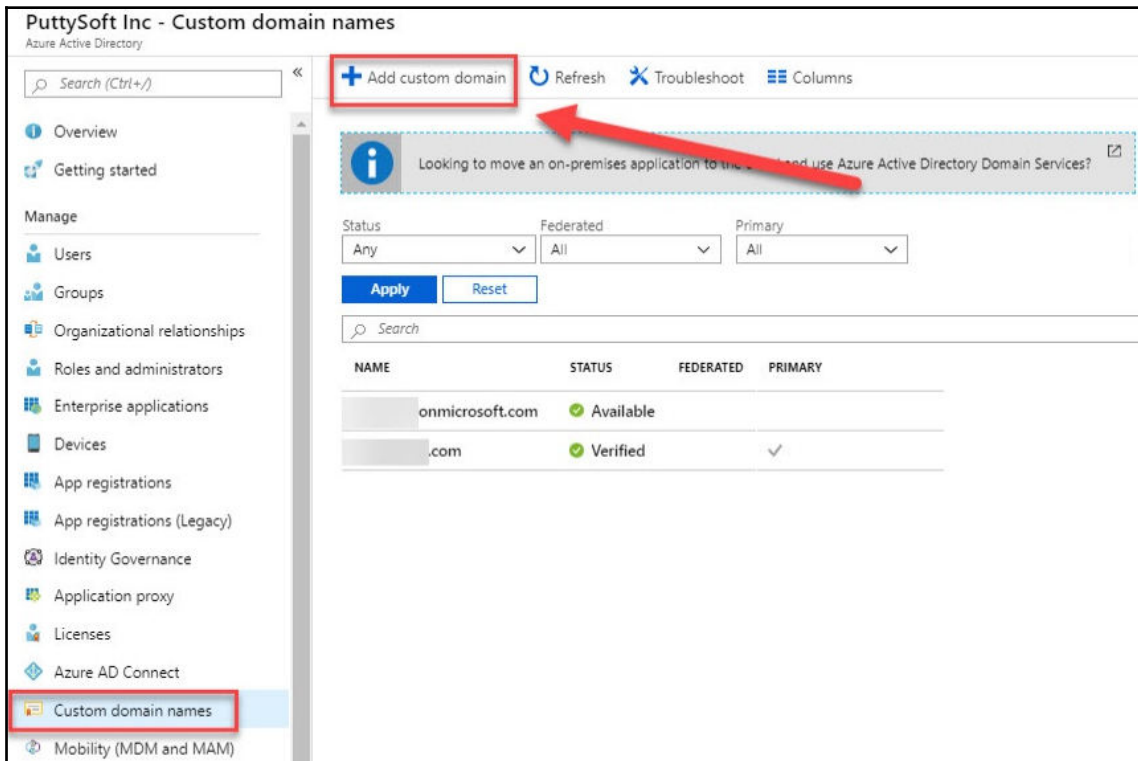 PuttySoft Inc - Custom domain names
Azure Active Directory
Search (Ctrl+/)
«
Overview
Getting started
Manage
Users
Groups
Organizational relationships
Roles and administrators
Enterprise applications
Devices
App registrations
App registrations (Legacy)
Identity Governance
Application proxy
Licenses
Azure AD Connect
Custom domain names
Mobility (MDM and MAM)
Add custom domain Refresh Troubleshoot Columns
Looking to move an on-premises application to the and use Azure Active Directory Domain Services?
Status Federated Primary
Any All All
Apply Reset
Search
NAME STATUS FEDERATED PRIMARY
onmicrosoft.com Available
.com Verified